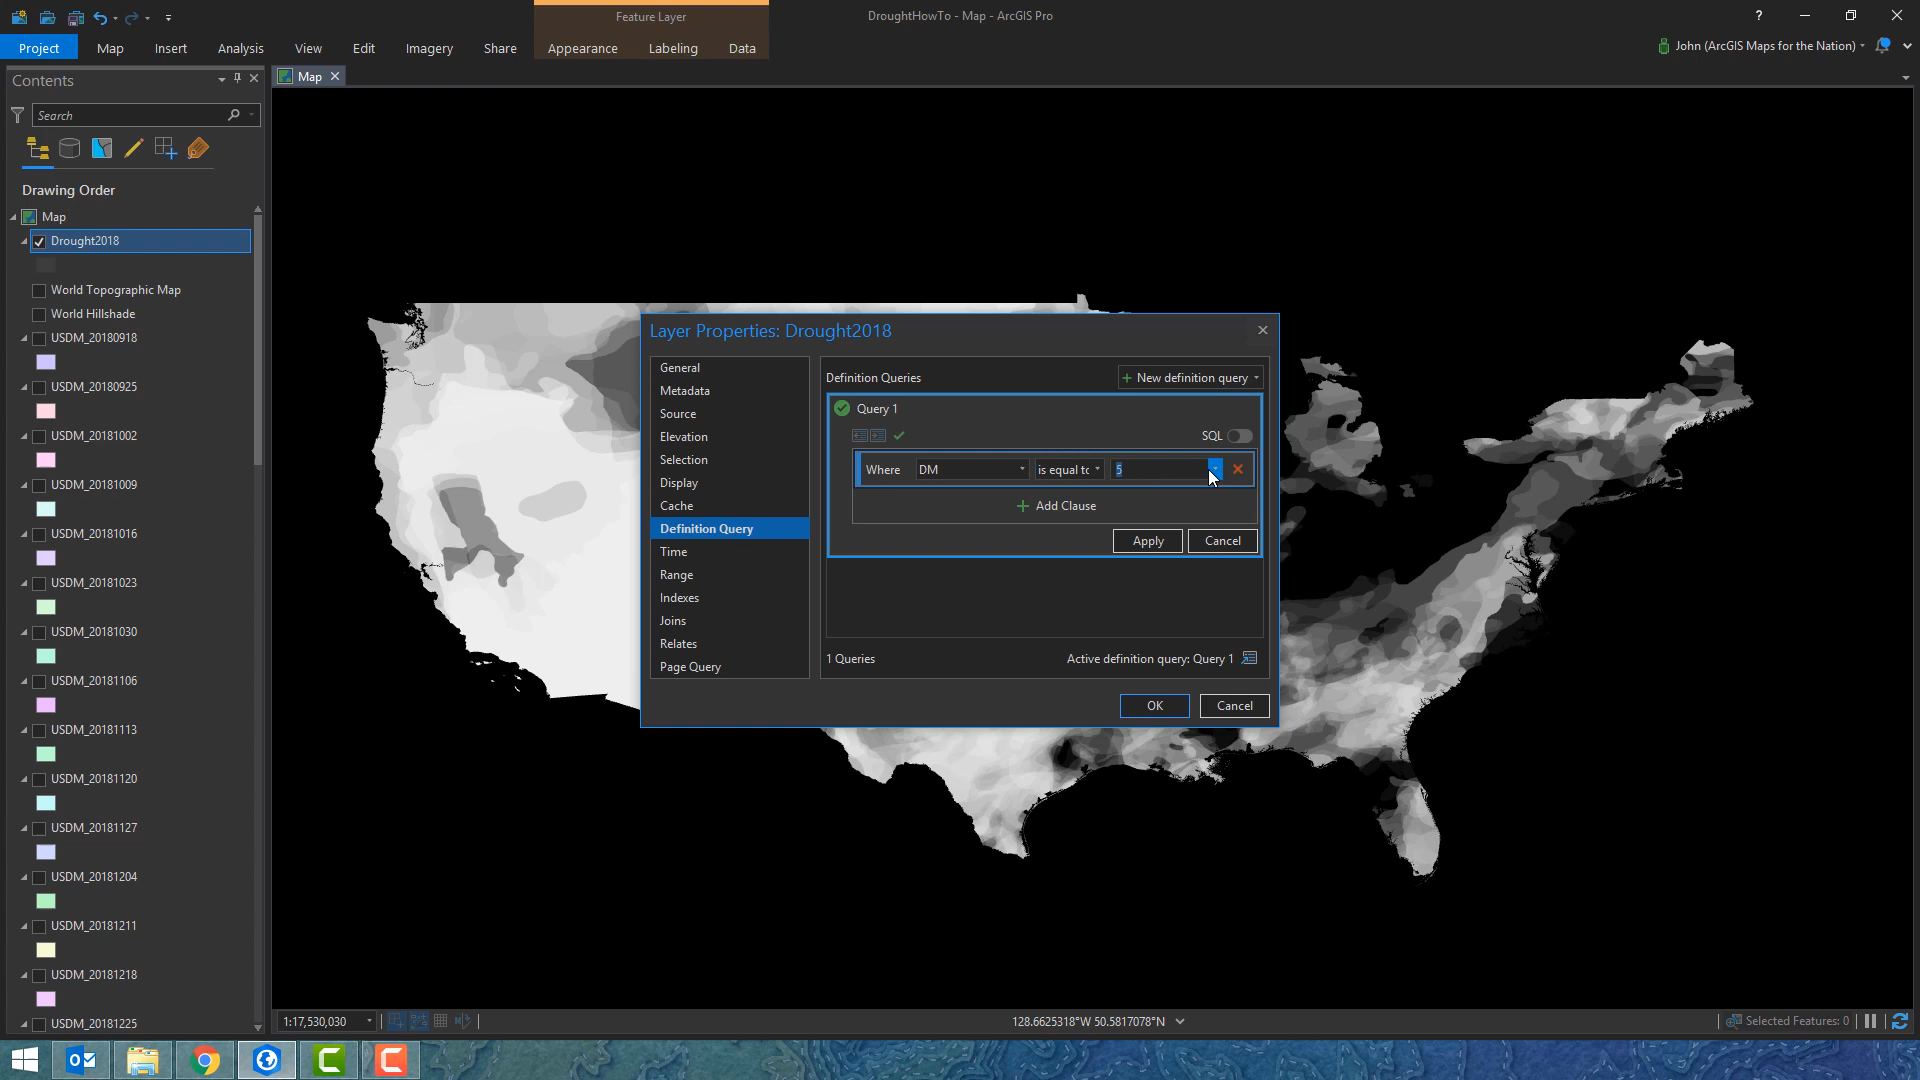 Feature Layer
DroughtHowTo - Map - ArcGIS Pro
?
Project
Map
Insert
Analysis
View
Edit
Imagery
Share
Appearance
Labeling
Data
John (ArcGIS Maps for the Nation)
Contents
Map
Search
Drawing Order
Map
Drought2018
World Topographic Map
World Hillshade
USDM_20180918
USDM_20180925
USDM_20181002
USDM_20181009
USDM_20181016
USDM_20181023
USDM_20181030
USDM_20181106
USDM_20181113
USDM_20181120
USDM_20181127
USDM_20181204
USDM_20181211
USDM_20181218
USDM_20181225
Layer Properties: Drought2018
General
Metadata
Source
Elevation
Selection
Display
Cache
Definition Query
Time
Range
Indexes
Joins
Relates
Page Query
Definition Queries
New definition query
Query 1
SQL
Where DM is equal to 5
Add Clause
Apply
Cancel
1 Queries
Active definition query: Query 1
OK
Cancel
1:17,530,030
128.6625318°W 50.5817078°N
Selected Features: 0